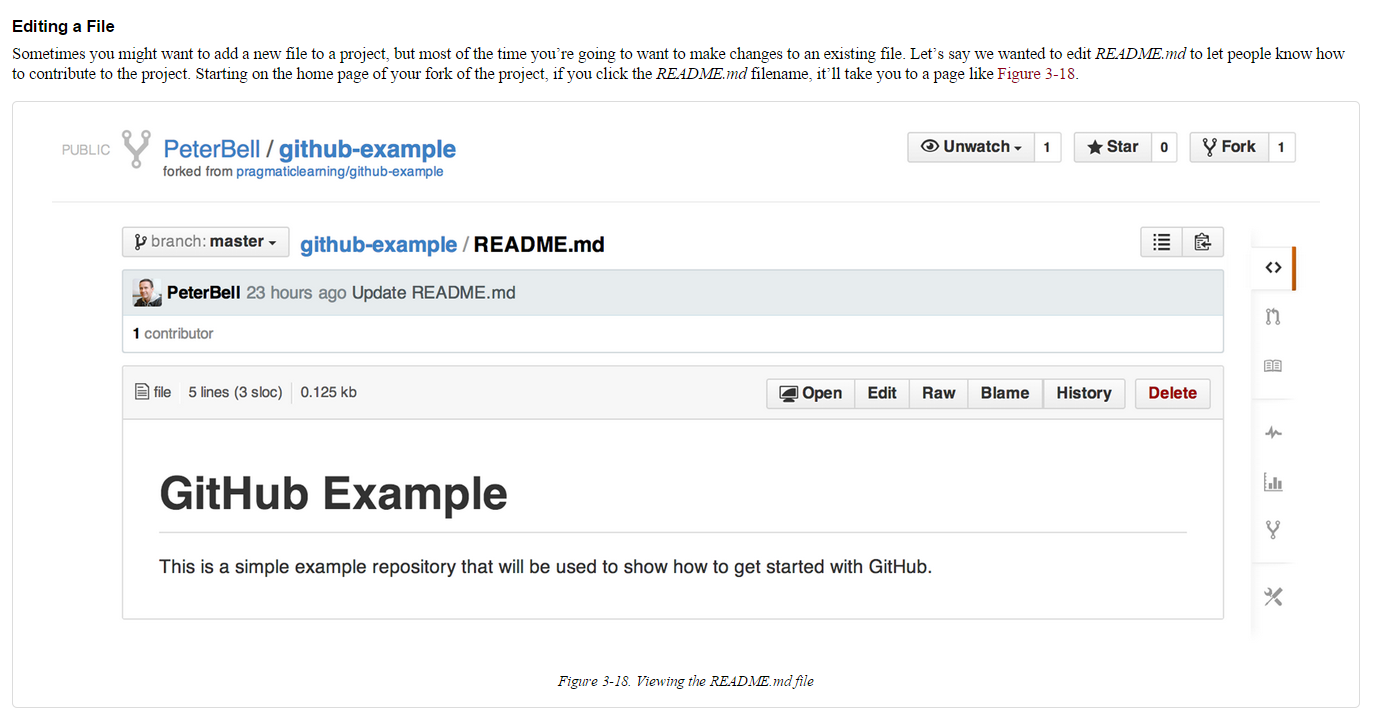 Editing a File
Sometimes you might want to add a new file to a project, but most of the time you’re going to want to make changes to an existing file. Let’s say we wanted to edit README.md to let people know how
to contribute to the project. Starting on the home page of your fork of the project, if you click the README.md filename, it’ll take you to a page like Figure 3-18.
PUBLIC PeterBell / github-example Unwatch 1 Star 0 Fork 1
forked from pragmaticlearning/github-example
branch: master github-example / README.md
PeterBell 23 hours ago Update README.md
1 contributor
file 5 lines (3 sloc) 0.125 kb Open Edit Raw Blame History Delete
GitHub Example
This is a simple example repository that will be used to show how to get started with GitHub.
Figure 3-18. Viewing the README.md file